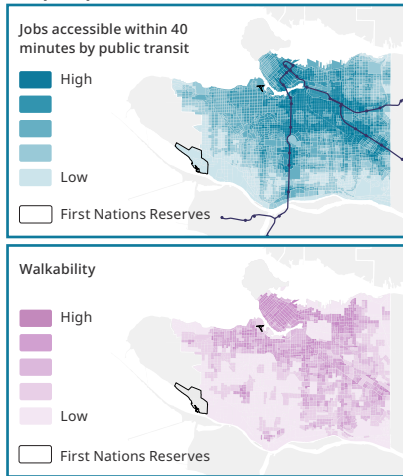 Jobs accessible within 40
minutes by public transit
High
Low
First Nations Reserves
Walkability
High
Low
First Nations Reserves